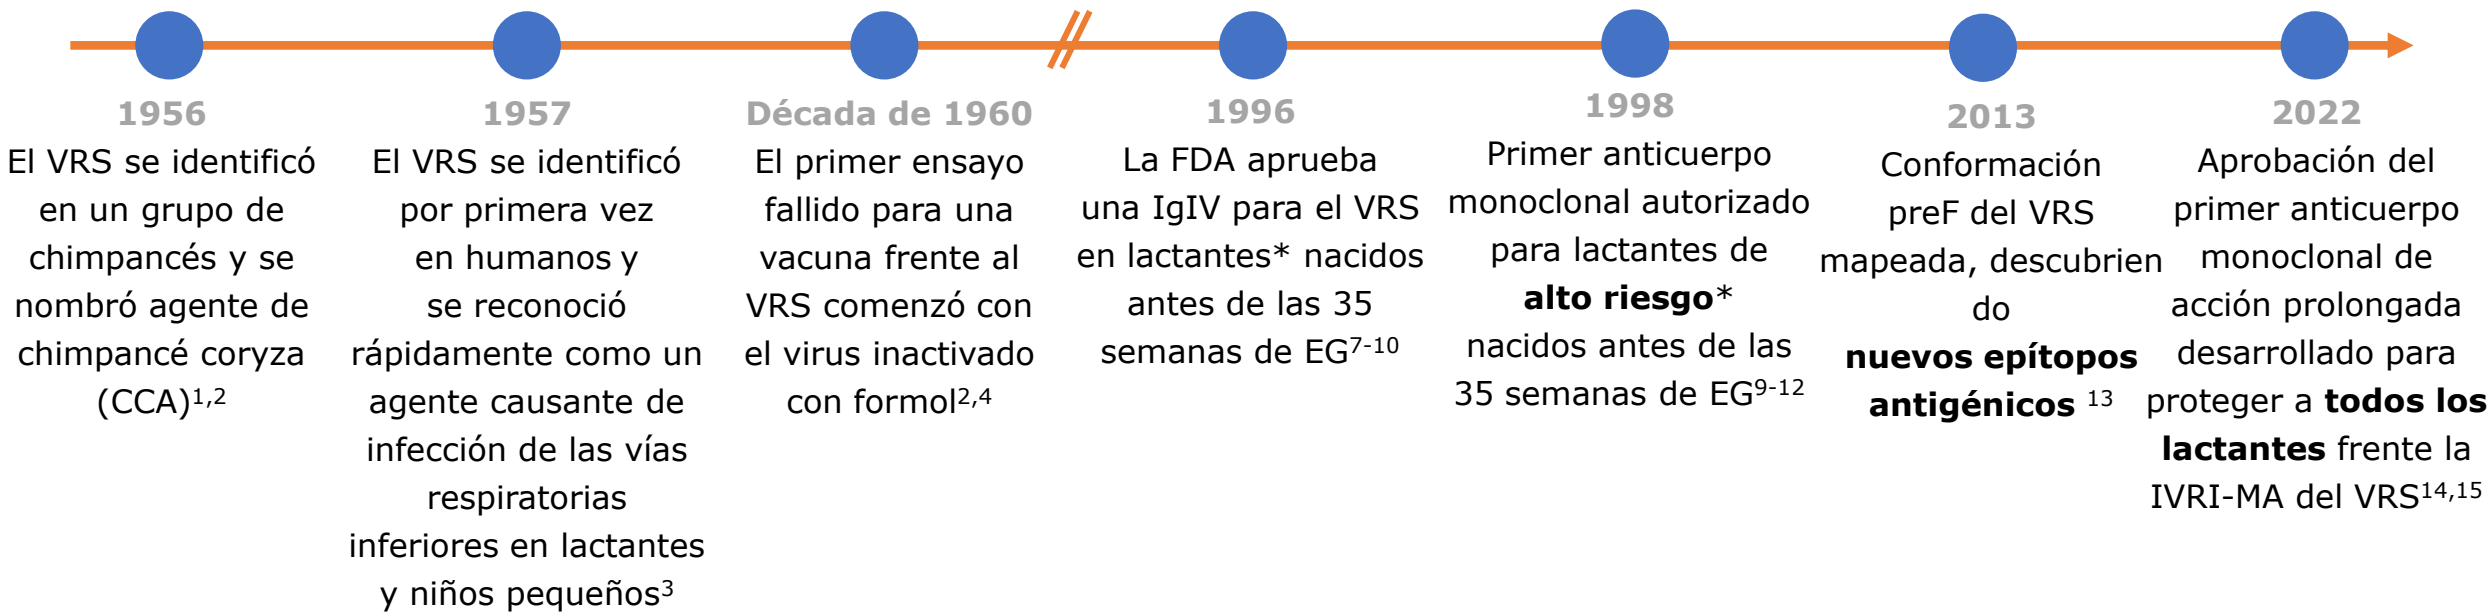 1956
El VRS se identificó
en un grupo de
chimpancés y se
nombró agente de
chimpancé coryza
(CCA)1,2
1957
El VRS se identificó
por primera vez
en humanos y
se reconoció
rápidamente como un
agente causante de
infección de las vías
respiratorias
inferiores en lactantes
y niños pequeños3
Década de 1960
El primer ensayo
fallido para una
vacuna frente al
VRS comenzó con
el virus inactivado
con formol2,4
1996
La FDA aprueba
una IgIV para el VRS
en lactantes* nacidos
antes de las 35
semanas de EG7-10
1998
Primer anticuerpo
monoclonal autorizado
para lactantes de
alto riesgo*
nacidos antes de las
35 semanas de EG9-12
2013
Conformación
preF del VRS
mapeada, descubrien
do
nuevos epítopos
antigénicos 13
2022
Aprobación del
primer anticuerpo
monoclonal de
acción prolongada
desarrollado para
proteger a todos los
lactantes frente la
IVRI-MA del VRS14,15